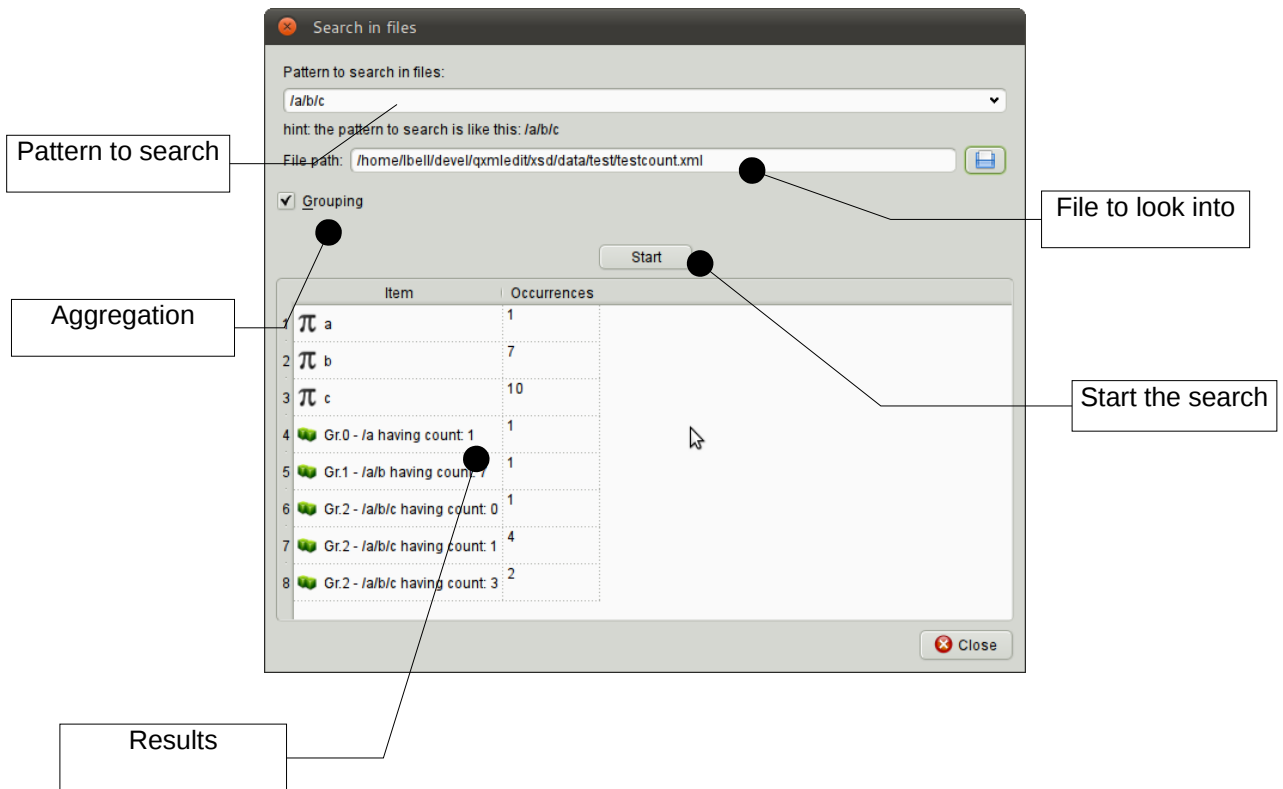 Search in files
Pattern to search in files:
/a/b/c
hint: the pattern to search is like this: /a/b/c
Pattern to search
File path: /home/lbell/devel/qxmledit/xsd/data/test/testcount.xml
Grouping
File to look into
Start
Item Occurrences
Aggregation
1 π a 1
2 π b 7
3 π c 10
Start the search
4 Gr.0 - /a having count: 1 1
5 Gr.1 - /a/b having count: 7 1
6 Gr.2 - /a/b/c having count: 0 1
7 Gr.2 - /a/b/c having count: 1 4
8 Gr.2 - /a/b/c having count: 3 2
Close
Results